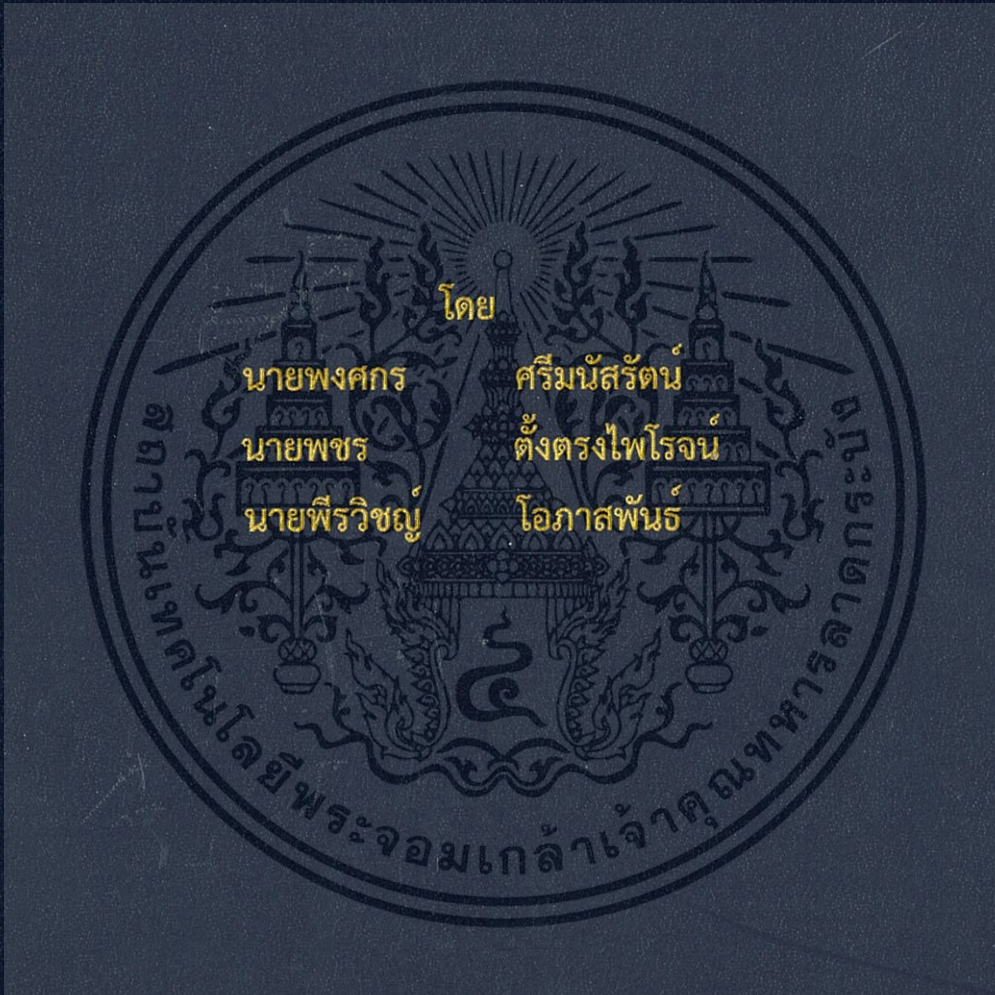 โดย
นายพงศกร ศรีมนัสรัตน์
นายพชร ตั้งตรงไพโรจน์
นายพีรวิชญ์ โอภาสพันธ์
๔
สถาบันเทคโนโลยีพระจอมเกล้าเจ้าคุณทหารลาดกระบัง